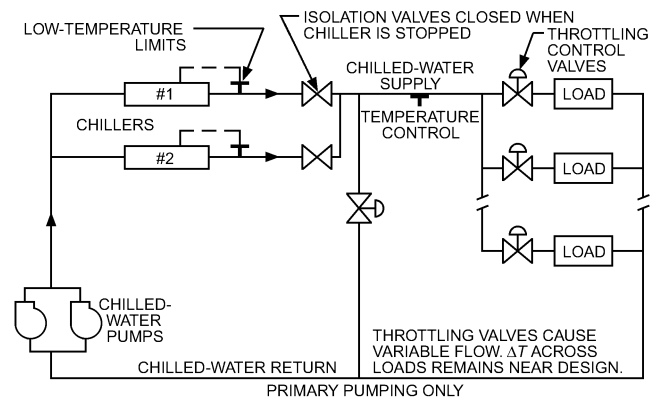 ISOLATION VALVES CLOSED WHEN
CHILLER IS STOPPED
LOW-TEMPERATURE
LIMITS
THROTTLING
CONTROL
VALVES
CHILLED-WATER
SUPPLY
#1
LOAD
TEMPERATURE
CONTROL
CHILLERS
#2
LOAD
LOAD
CHILLED-
WATER
PUMPS
THROTTLING VALVES CAUSE
VARIABLE FLOW. ΔT ACROSS
LOADS REMAINS NEAR DESIGN.
CHILLED-WATER RETURN
PRIMARY PUMPING ONLY